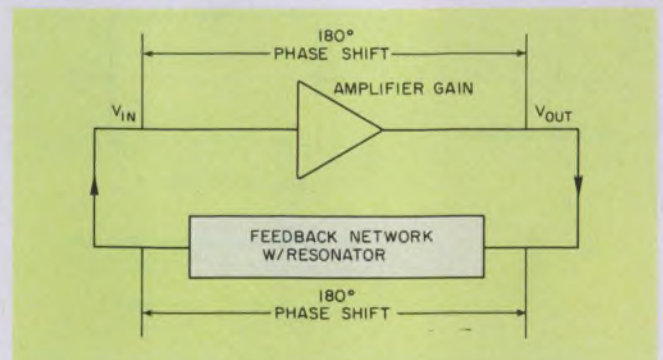 180°
PHASE SHIFT
AMPLIFIER GAIN
VIN
VOUT
FEEDBACK NETWORK
W/RESONATOR
180°
PHASE SHIFT